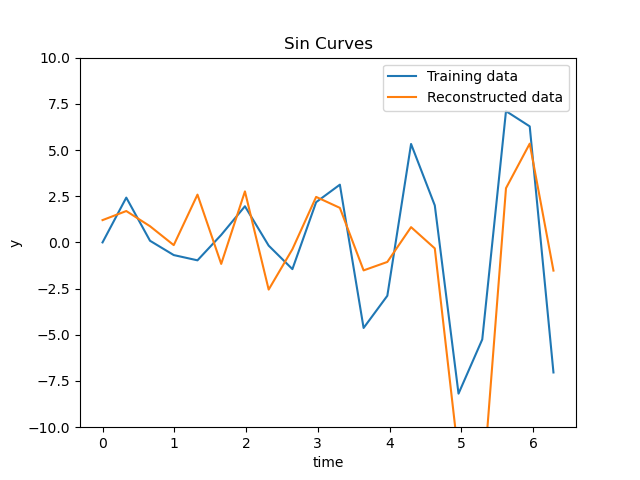 Sin Curves
Training data
Reconstructed data
10.0
7.5
5.0
2.5
0.0
−2.5
−5.0
−7.5
−10.0
y
0 1 2 3 4 5 6
time